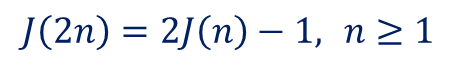 J(2n) = 2J(n) − 1, n ≥ 1